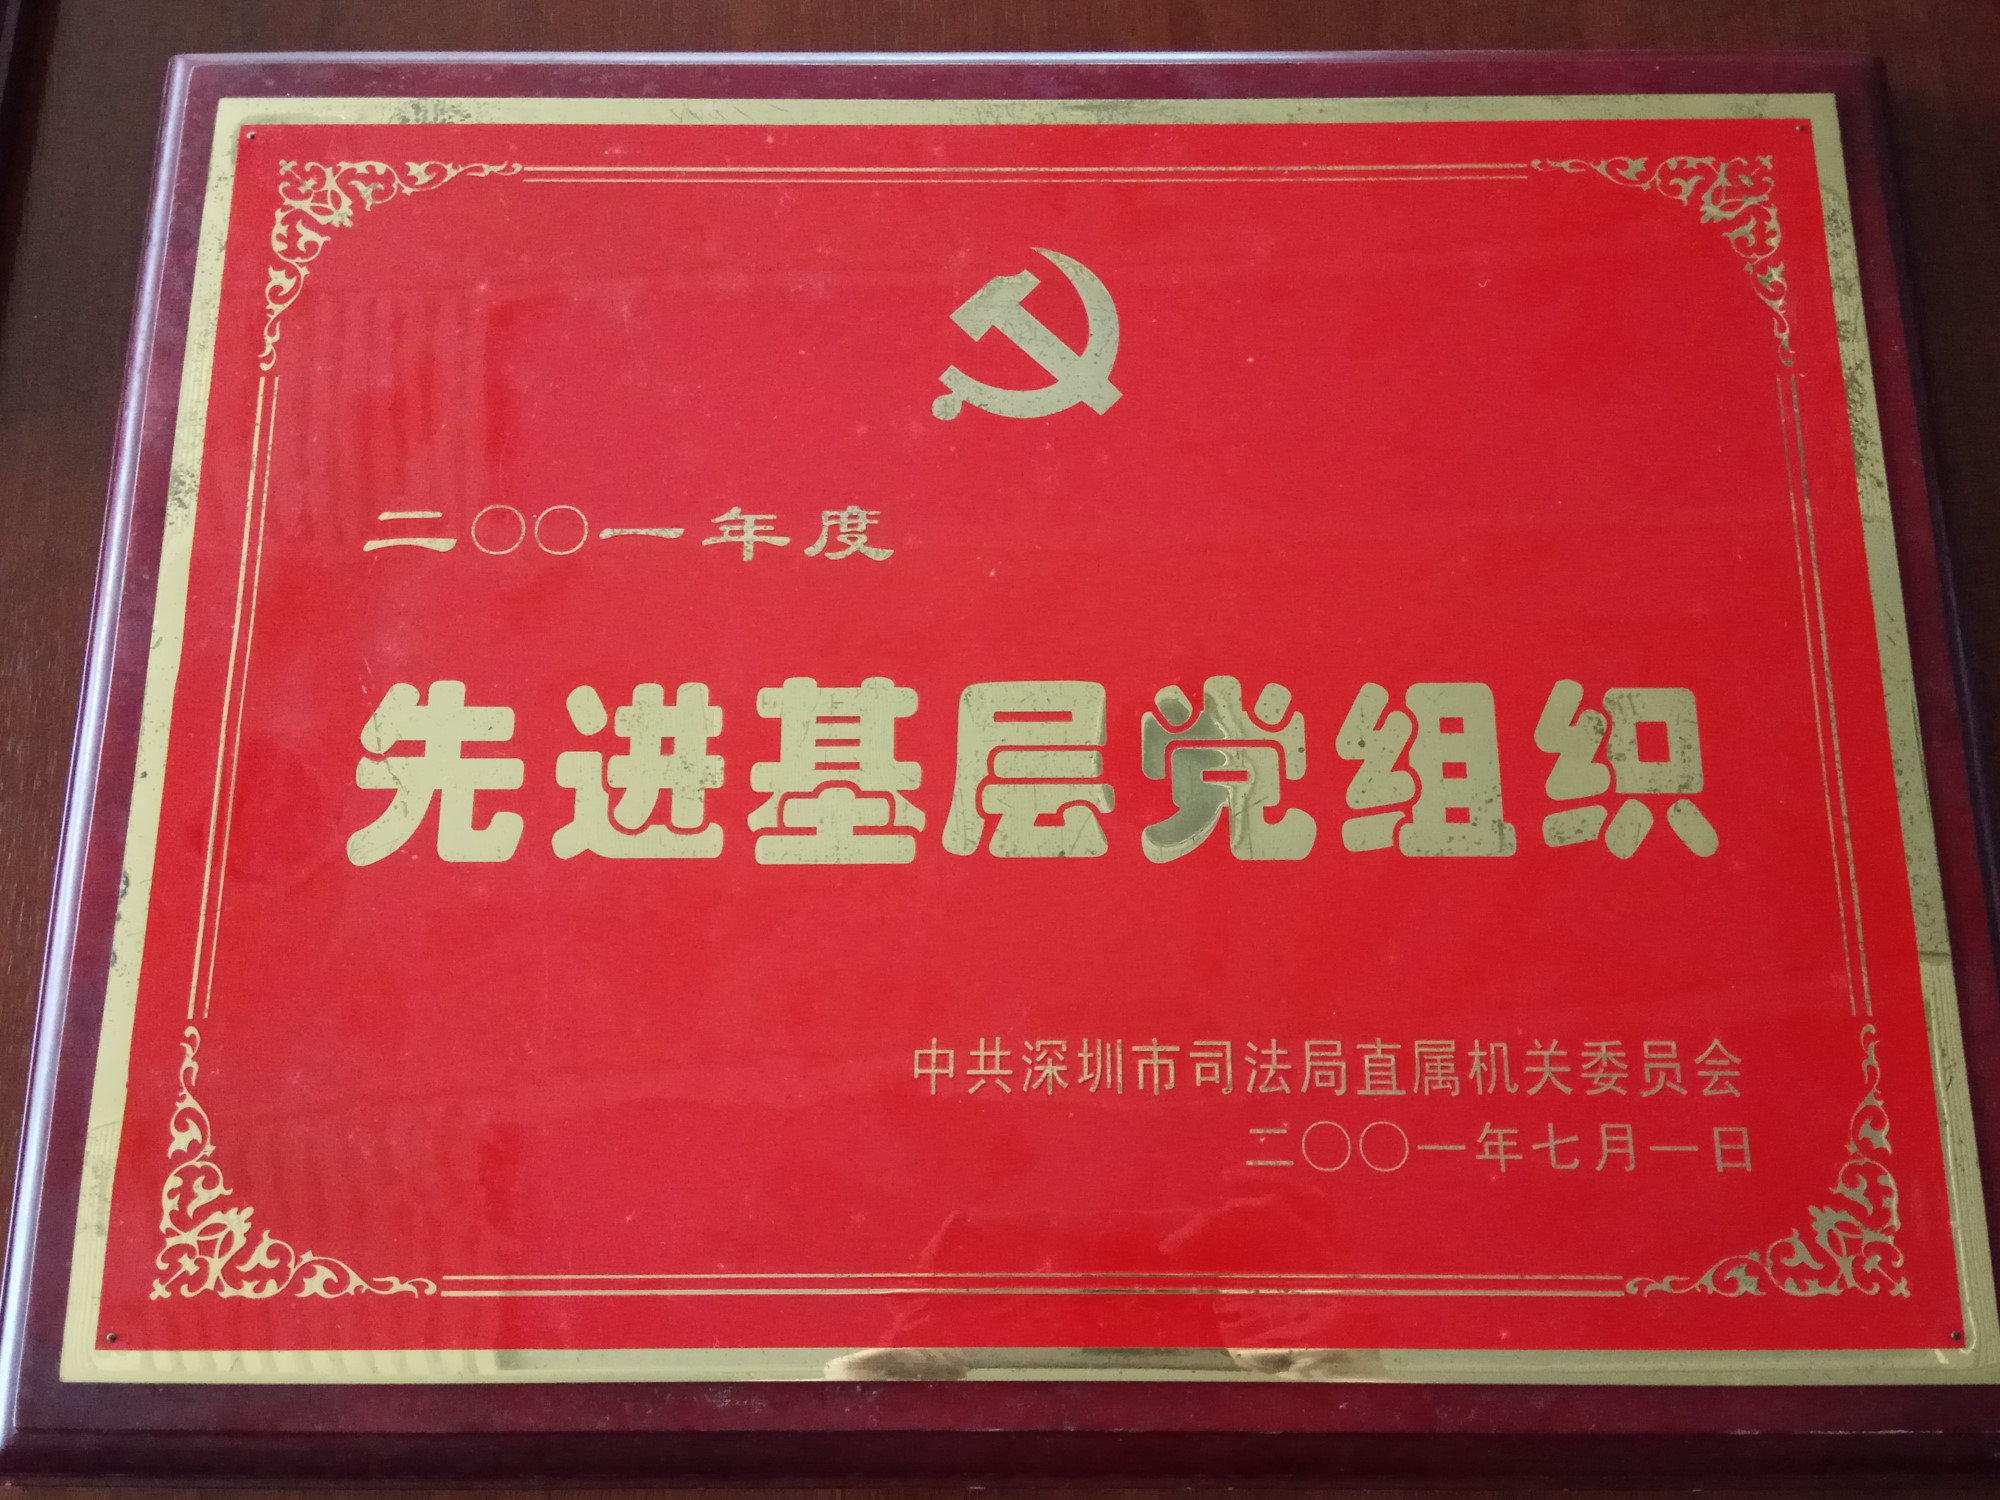 二〇〇一年度
先进基层党组织
中共深圳市司法局直属机关委员会
二〇〇一年七月一日